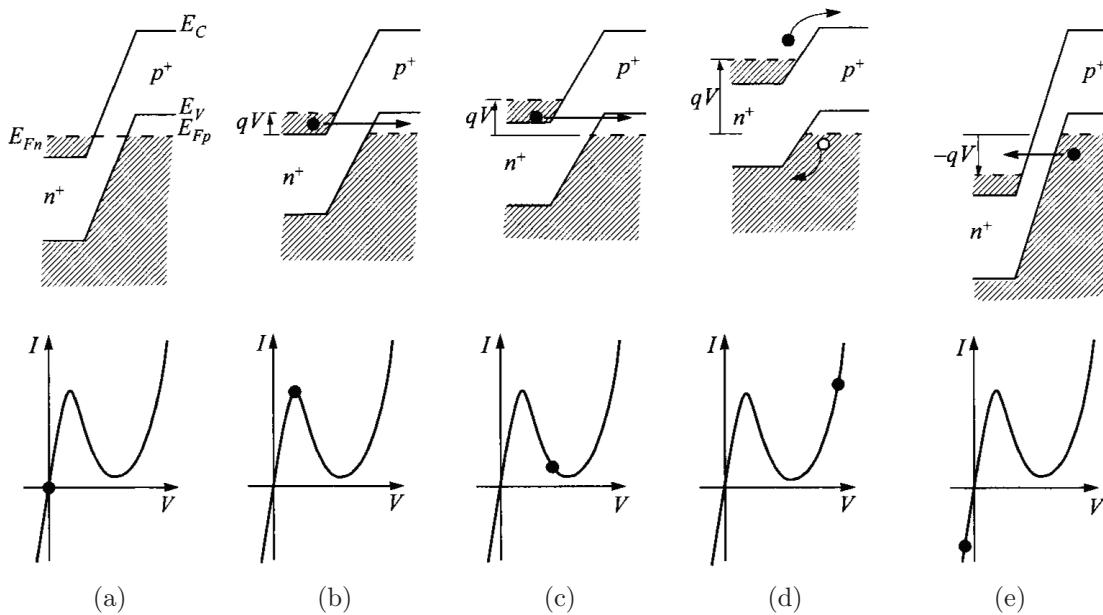 E_C
p⁺
E_V
E_{Fn}
E_{Fp}
n⁺
p⁺
qV
n⁺
p⁺
qV
n⁺
p⁺
qV
n⁺
p⁺
−qV
n⁺
I
V
I
V
I
V
I
V
I
V
(a) (b) (c) (d) (e)